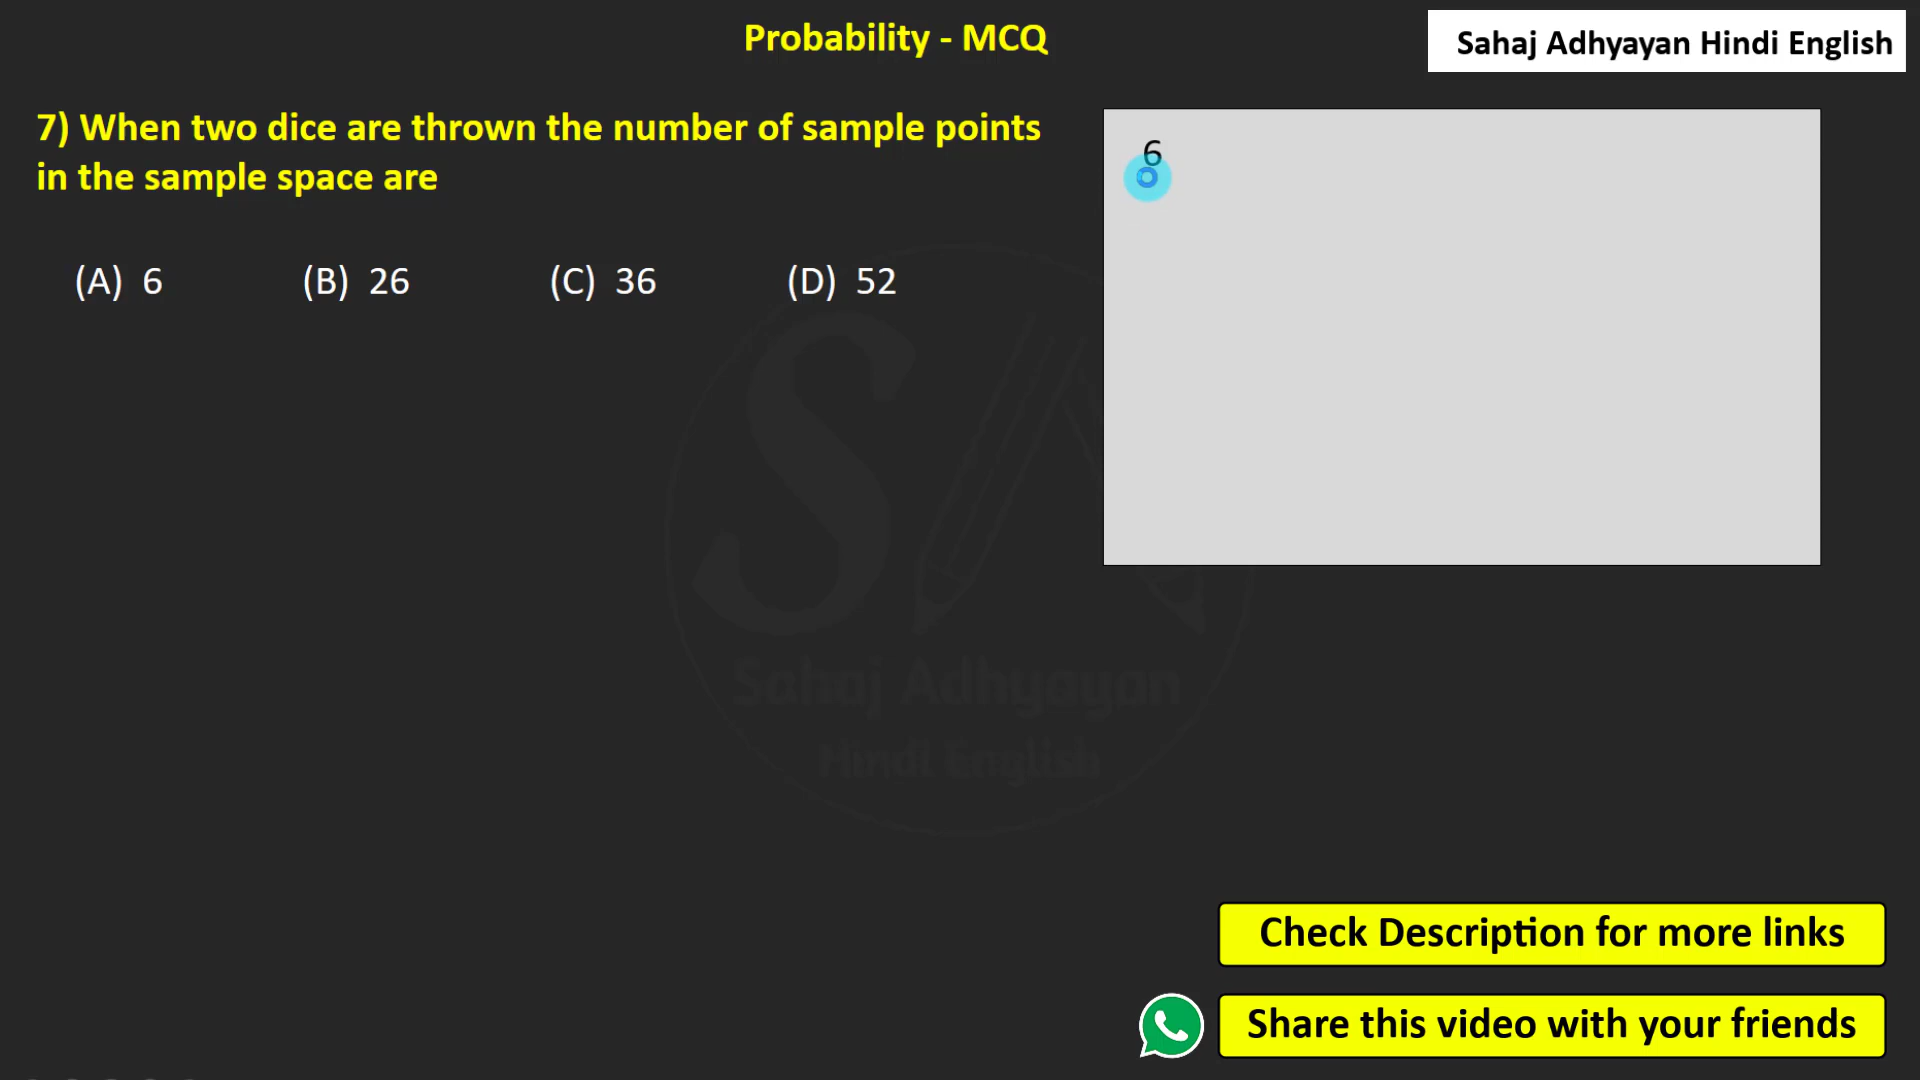 Probability - MCQ
Sahaj Adhyayan Hindi English
7) When two dice are thrown the number of sample points
in the sample space are
(A) 6 (B) 26 (C) 36 (D) 52
6
Sahaj Adhyayan
Hindi English
Check Description for more links
Share this video with your friends